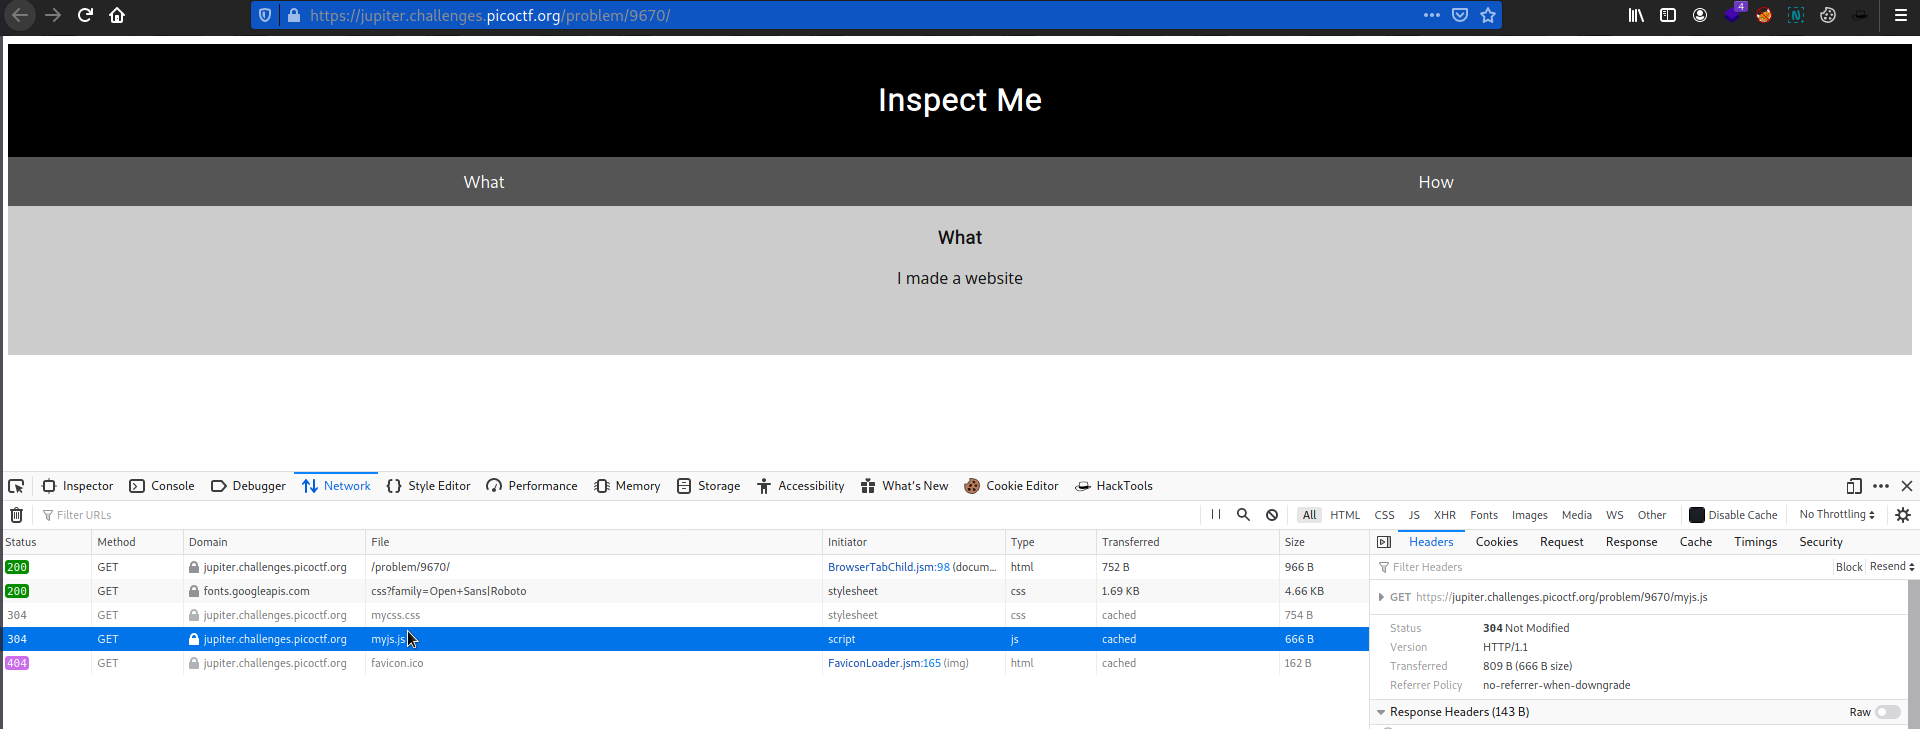 https://jupiter.challenges.picoctf.org/problem/9670/
4
Inspect Me
What How
What
I made a website
Inspector Console Debugger Network Style Editor Performance Memory Storage Accessibility What's New Cookie Editor HackTools
Filter URLs All HTML CSS JS XHR Fonts Images Media WS Other Disable Cache No Throttling
Status Method Domain File Initiator Type Transferred Size
200 GET jupiter.challenges.picoctf.org /problem/9670/ BrowserTabChild.jsm:98 (docum... html 752 B 966 B
200 GET fonts.googleapis.com css?family=Open+Sans|Roboto stylesheet css 1.69 KB 4.66 KB
304 GET jupiter.challenges.picoctf.org mycss.css stylesheet css cached 754 B
304 GET jupiter.challenges.picoctf.org myjs.js script js cached 666 B
404 GET jupiter.challenges.picoctf.org favicon.ico FaviconLoader.jsm:165 (img) html cached 162 B
Headers Cookies Request Response Cache Timings Security
Filter Headers Block Resend
GET https://jupiter.challenges.picoctf.org/problem/9670/myjs.js
Status 304 Not Modified
Version HTTP/1.1
Transferred 809 B (666 B size)
Referrer Policy no-referrer-when-downgrade
Response Headers (143 B) Raw